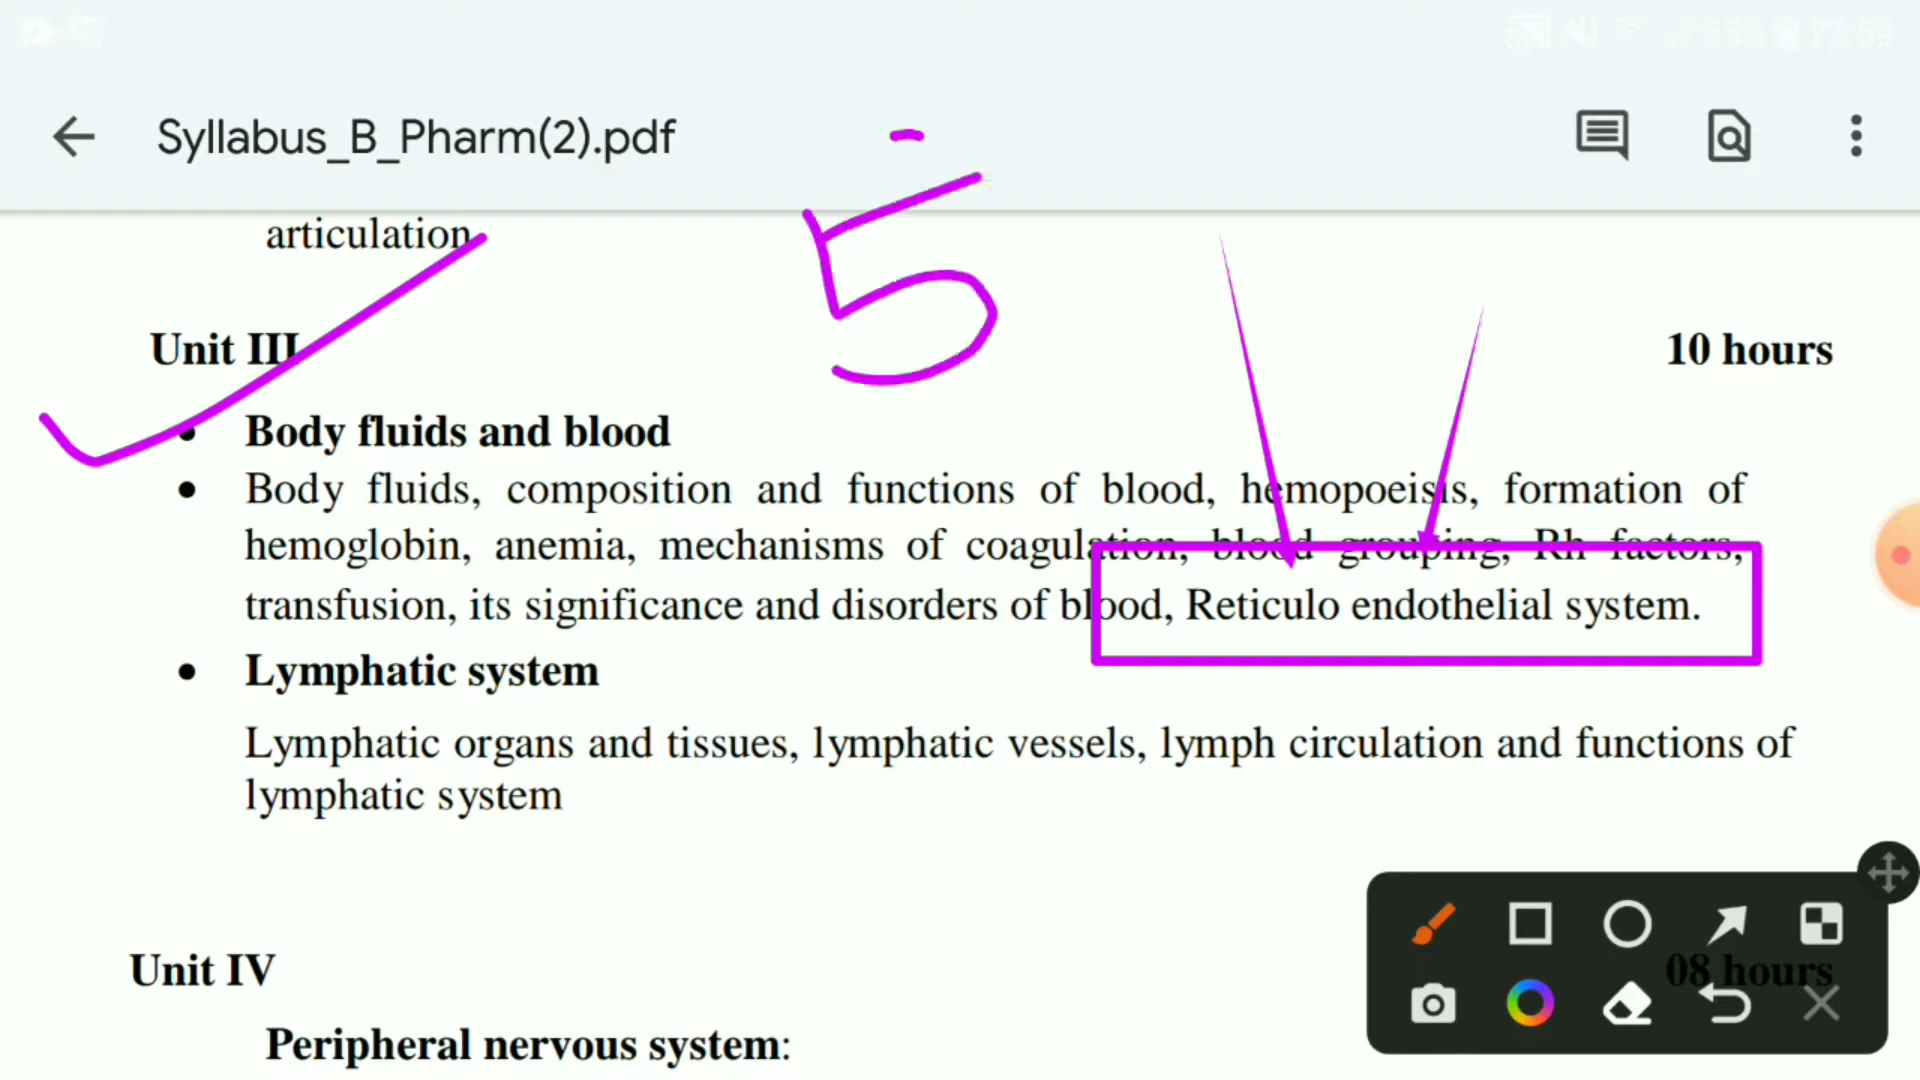 Syllabus_B_Pharm(2).pdf
5
articulation
Unit III 10 hours
• Body fluids and blood
• Body fluids, composition and functions of blood, hemopoeisis, formation of
hemoglobin, anemia, mechanisms of coagulation, blood grouping, Rh factors,
transfusion, its significance and disorders of blood, Reticulo endothelial system.
• Lymphatic system
Lymphatic organs and tissues, lymphatic vessels, lymph circulation and functions of
lymphatic system
Unit IV 08 hours
Peripheral nervous system: